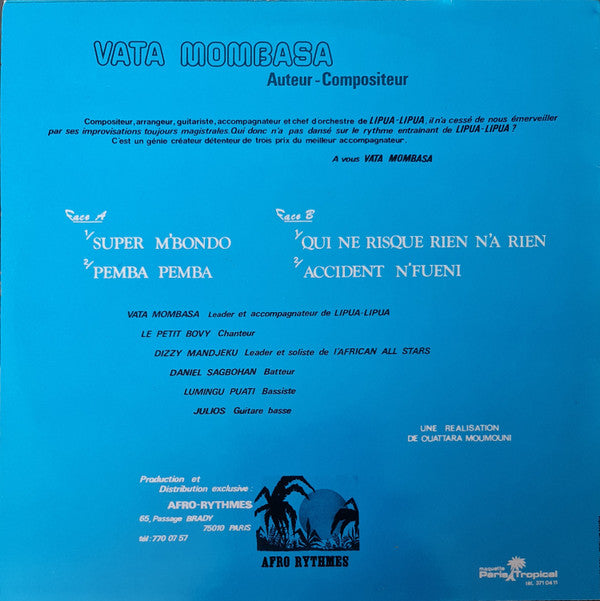 VATA MOMBASA
Auteur-Compositeur
Compositeur, arrangeur, guitariste, accompagnateur et chef d'orchestre de LIPUA-LIPUA, il n'a cessé de nous émerveiller
par ses improvisations toujours magistrales. Qui donc n'a pas dansé sur le rythme entrainant de LIPUA-LIPUA ?
C'est un génie créateur détenteur de trois prix du meilleur accompagnateur.
A vous VATA MOMBASA
Face A
1/ SUPER M'BONDO
2/ PEMBA PEMBA
Face B
1/ QUI NE RISQUE RIEN N'A RIEN
2/ ACCIDENT N'FUENI
VATA MOMBASA Leader et accompagnateur de LIPUA-LIPUA
LE PETIT BOVY Chanteur
DIZZY MANDJEKU Leader et soliste de l'AFRICAN ALL STARS
DANIEL SAGBOHAN Batteur
LUMINGU PUATI Bassiste
JULIOS Guitare basse
UNE REALISATION
DE OUATTARA MOUMOUNI
Production et
Distribution exclusive :
AFRO-RYTHMES
65, Passage BRADY
75010 PARIS
tél: 770 07 57
AFRO RYTHMES
maquette
Paris Tropical
tél. 371 04 11